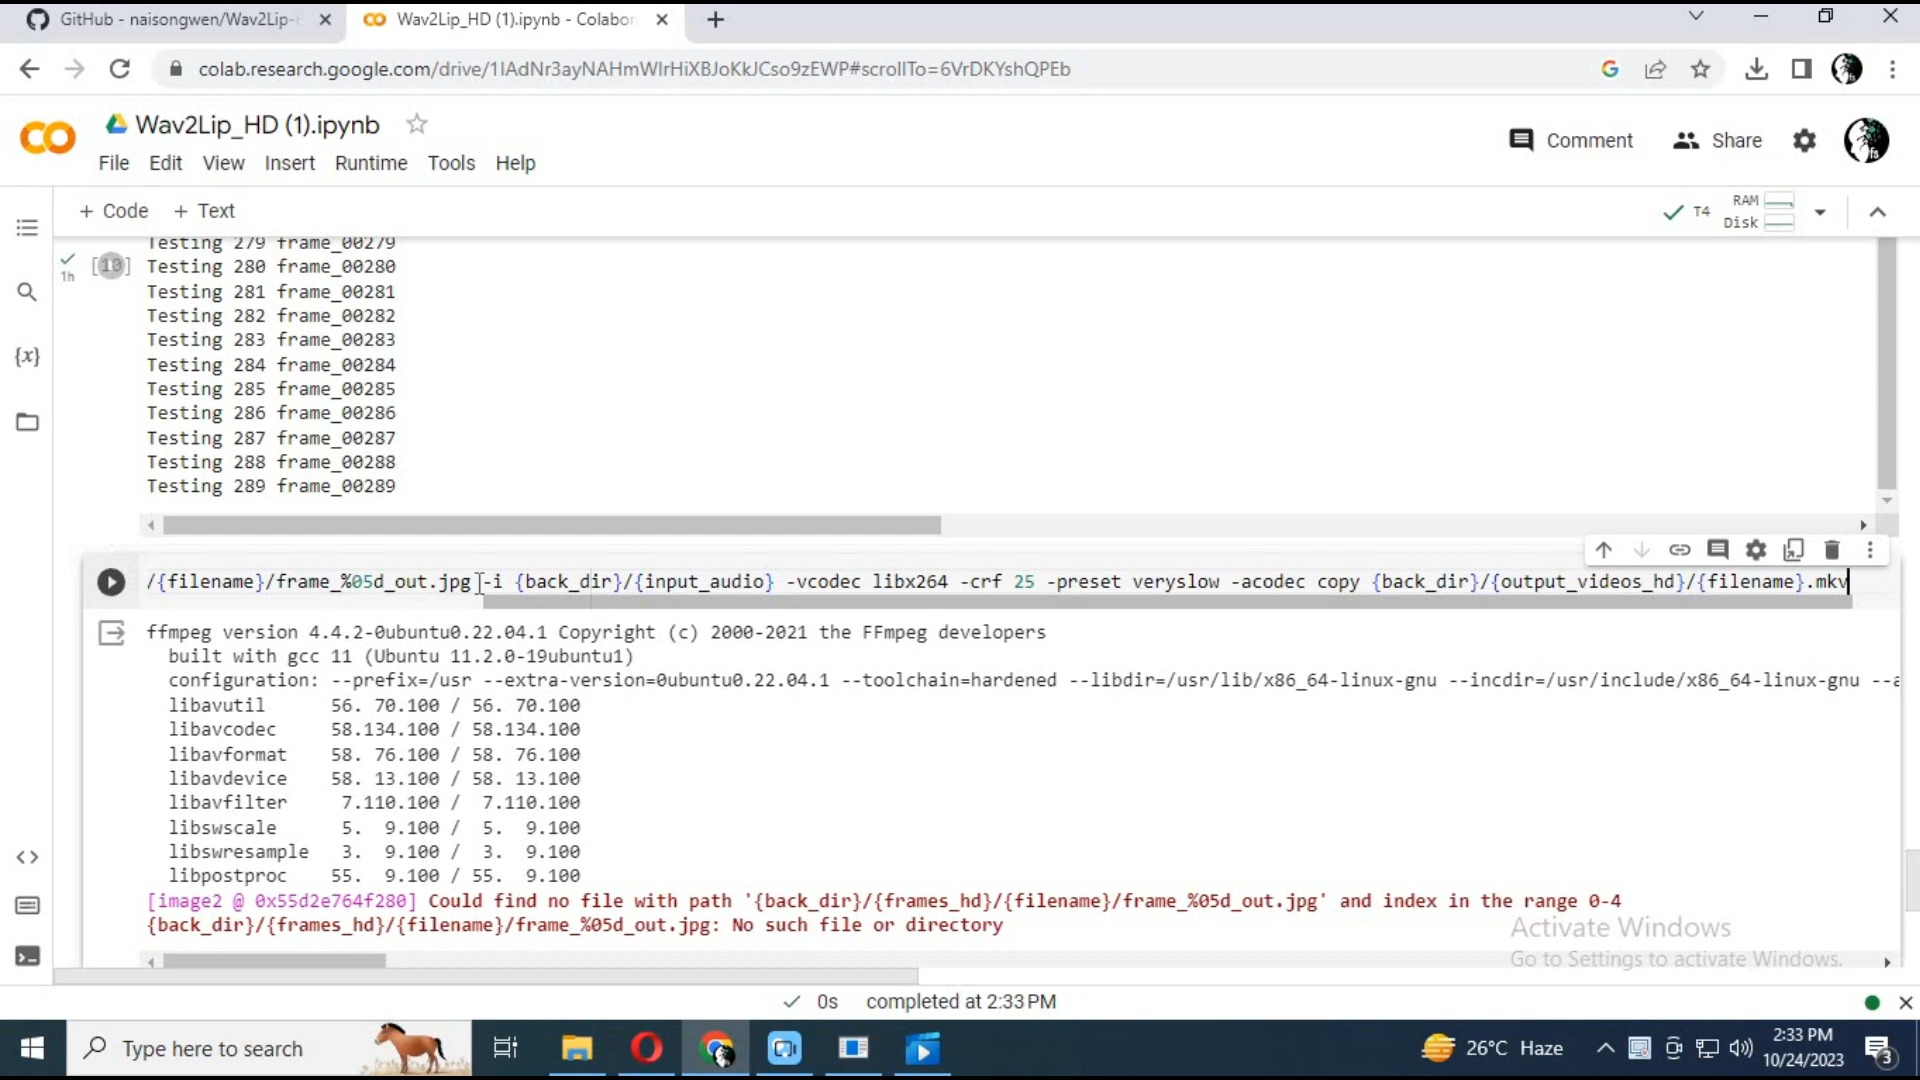 GitHub - naisongwen/Wav2Lip-
Wav2Lip_HD (1).ipynb - Colabor
colab.research.google.com/drive/1lAdNr3ayNAHmWlrHiXBJoKkJCso9zEWP#scrollTo=6VrDKYshQPEb
Wav2Lip_HD (1).ipynb
Comment
Share
File Edit View Insert Runtime Tools Help
+ Code + Text
T4
RAM
Disk
Testing 279 frame_00279
[10]
1h
Testing 280 frame_00280
Testing 281 frame_00281
Testing 282 frame_00282
Testing 283 frame_00283
Testing 284 frame_00284
Testing 285 frame_00285
Testing 286 frame_00286
Testing 287 frame_00287
Testing 288 frame_00288
Testing 289 frame_00289
/{filename}/frame_%05d_out.jpg -i {back_dir}/{input_audio} -vcodec libx264 -crf 25 -preset veryslow -acodec copy {back_dir}/{output_videos_hd}/{filename}.mkv
ffmpeg version 4.4.2-0ubuntu0.22.04.1 Copyright (c) 2000-2021 the FFmpeg developers
built with gcc 11 (Ubuntu 11.2.0-19ubuntu1)
configuration: --prefix=/usr --extra-version=0ubuntu0.22.04.1 --toolchain=hardened --libdir=/usr/lib/x86_64-linux-gnu --incdir=/usr/include/x86_64-linux-gnu --a
libavutil 56. 70.100 / 56. 70.100
libavcodec 58.134.100 / 58.134.100
libavformat 58. 76.100 / 58. 76.100
libavdevice 58. 13.100 / 58. 13.100
libavfilter 7.110.100 / 7.110.100
libswscale 5. 9.100 / 5. 9.100
libswresample 3. 9.100 / 3. 9.100
libpostproc 55. 9.100 / 55. 9.100
[image2 @ 0x55d2e764f280] Could find no file with path '{back_dir}/{frames_hd}/{filename}/frame_%05d_out.jpg' and index in the range 0-4
{back_dir}/{frames_hd}/{filename}/frame_%05d_out.jpg: No such file or directory
Activate Windows
Go to Settings to activate Windows.
0s completed at 2:33 PM
Type here to search
26°C Haze
2:33 PM
10/24/2023
3